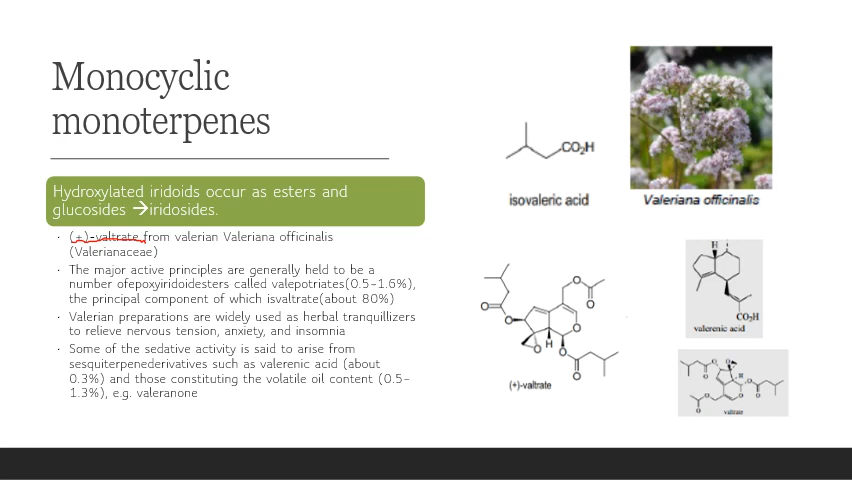 Monocyclic
monoterpenes
Hydroxylated iridoids occur as esters and
glucosides →iridosides.
• (+)-valtrate from valerian Valeriana officinalis
(Valerianaceae)
• The major active principles are generally held to be a
number ofepoxyiridoidesters called valepotriates(0.5-1.6%),
the principal component of which isvaltrate(about 80%)
• Valerian preparations are widely used as herbal tranquillizers
to relieve nervous tension, anxiety, and insomnia
• Some of the sedative activity is said to arise from
sesquiterpenederivatives such as valerenic acid (about
0.3%) and those constituting the volatile oil content (0.5–
1.3%), e.g. valeranone
CO₂H
isovaleric acid
Valeriana officinalis
H
CO₂H
valerenic acid
O
O
O
O
O
O
H
O
O
O
(+)-valtrate
O
O
O
H
O
O
O
O
O
valtrate